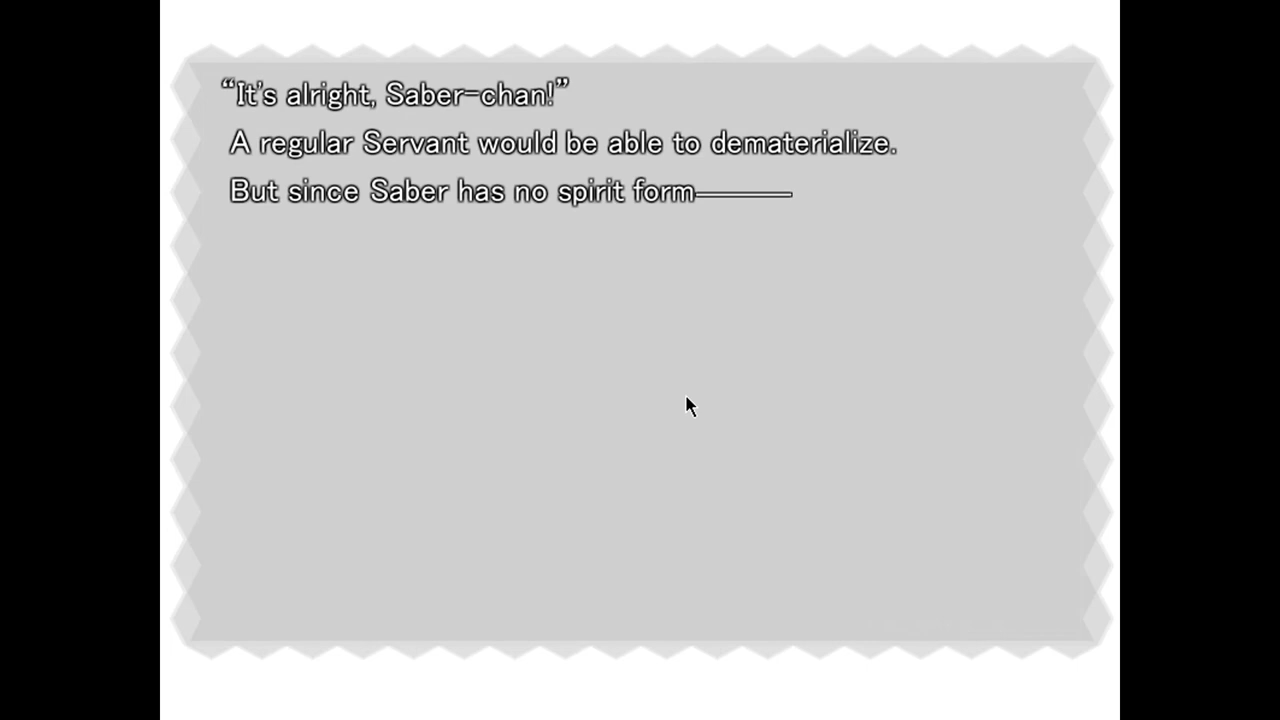 “It's alright, Saber-chan!”
A regular Servant would be able to dematerialize.
But since Saber has no spirit form————